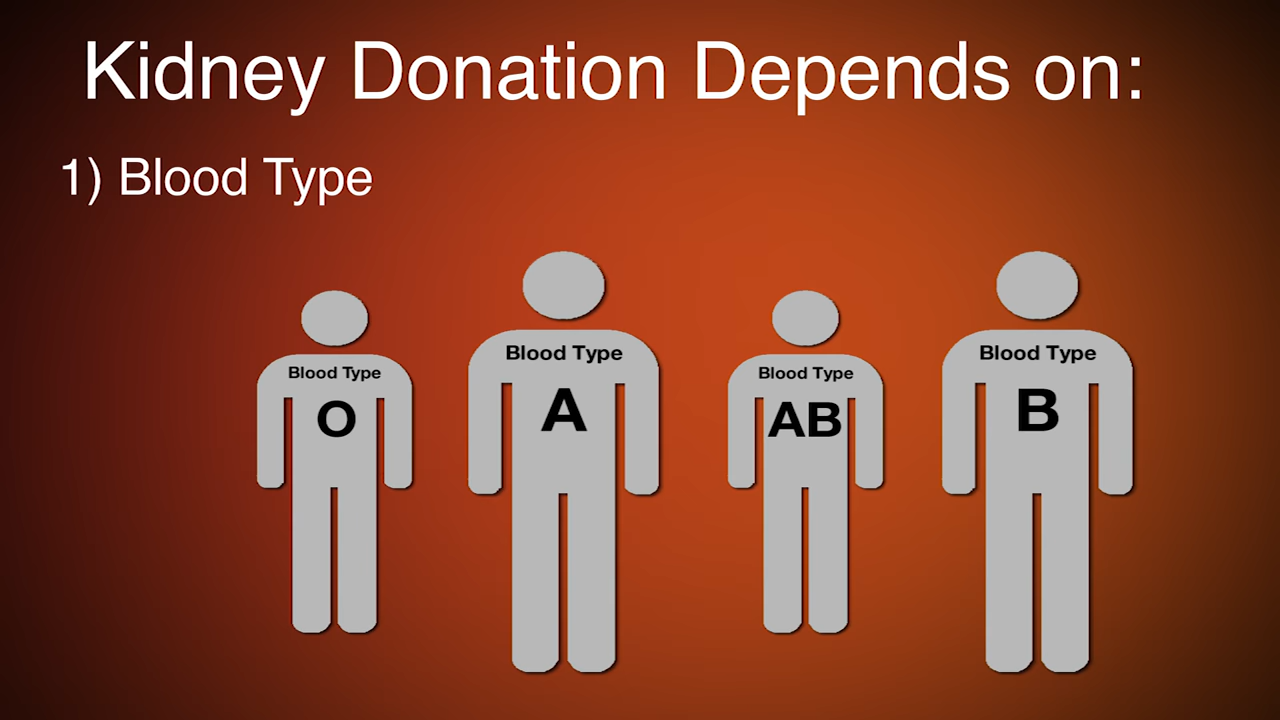 Kidney Donation Depends on:
1) Blood Type
Blood Type
O
Blood Type
A
Blood Type
AB
Blood Type
B